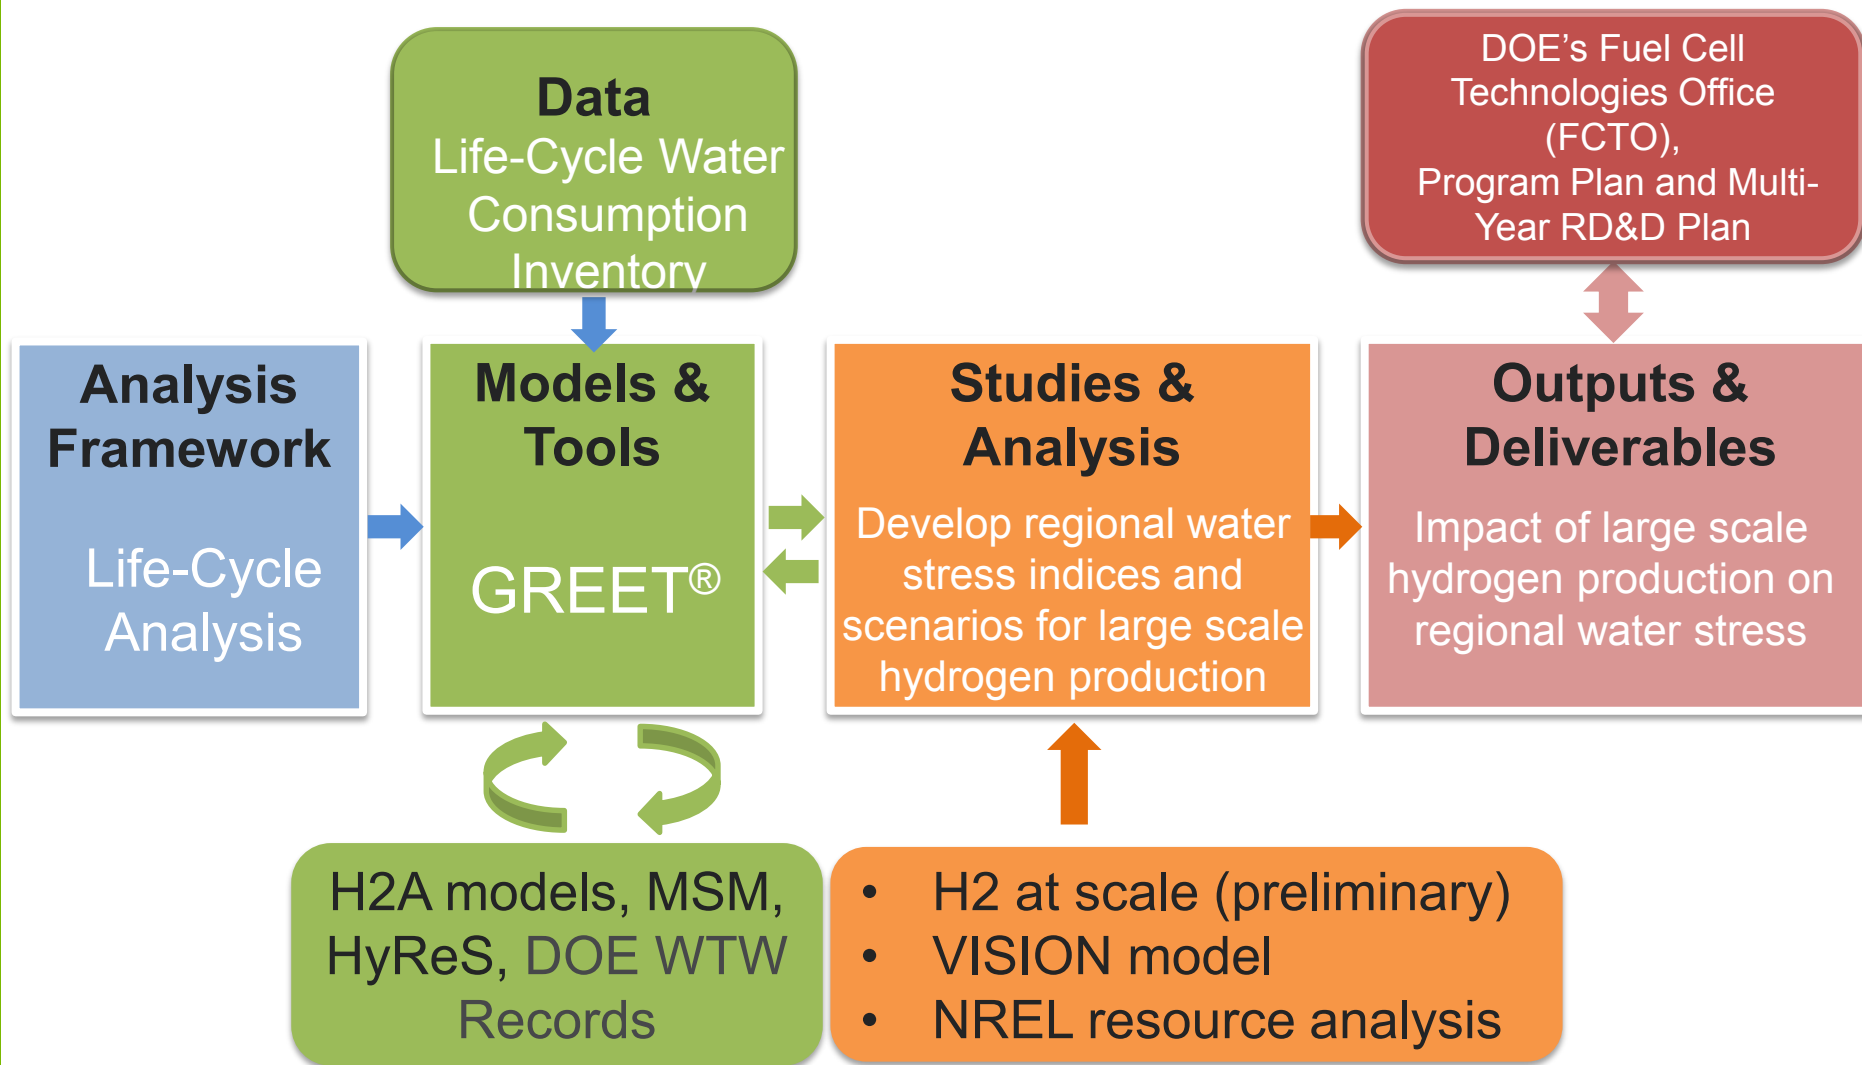 Data
Life-Cycle Water
Consumption
Inventory
DOE’s Fuel Cell
Technologies Office
(FCTO),
Program Plan and Multi-
Year RD&D Plan
Analysis
Framework
Life-Cycle
Analysis
Models &
Tools
GREET®
Studies &
Analysis
Develop regional water
stress indices and
scenarios for large scale
hydrogen production
Outputs &
Deliverables
Impact of large scale
hydrogen production on
regional water stress
H2A models, MSM,
HyReS, DOE WTW
Records
• H2 at scale (preliminary)
• VISION model
• NREL resource analysis